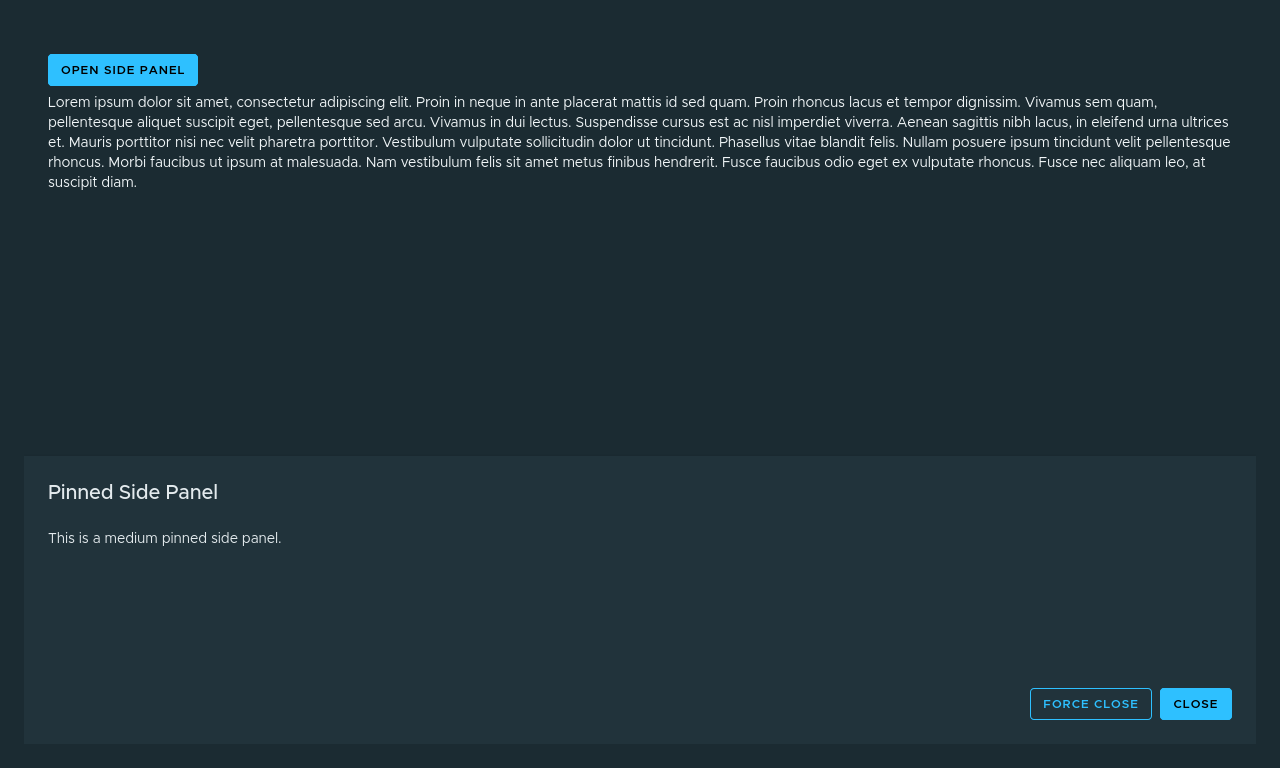 OPEN SIDE PANEL
Lorem ipsum dolor sit amet, consectetur adipiscing elit. Proin in neque in ante placerat mattis id sed quam. Proin rhoncus lacus et tempor dignissim. Vivamus sem quam,
pellentesque aliquet suscipit eget, pellentesque sed arcu. Vivamus in dui lectus. Suspendisse cursus est ac nisl imperdiet viverra. Aenean sagittis nibh lacus, in eleifend urna ultrices
et. Mauris porttitor nisi nec velit pharetra porttitor. Vestibulum vulputate sollicitudin dolor ut tincidunt. Phasellus vitae blandit felis. Nullam posuere ipsum tincidunt velit pellentesque
rhoncus. Morbi faucibus ut ipsum at malesuada. Nam vestibulum felis sit amet metus finibus hendrerit. Fusce faucibus odio eget ex vulputate rhoncus. Fusce nec aliquam leo, at
suscipit diam.
Pinned Side Panel
This is a medium pinned side panel.
FORCE CLOSE
CLOSE